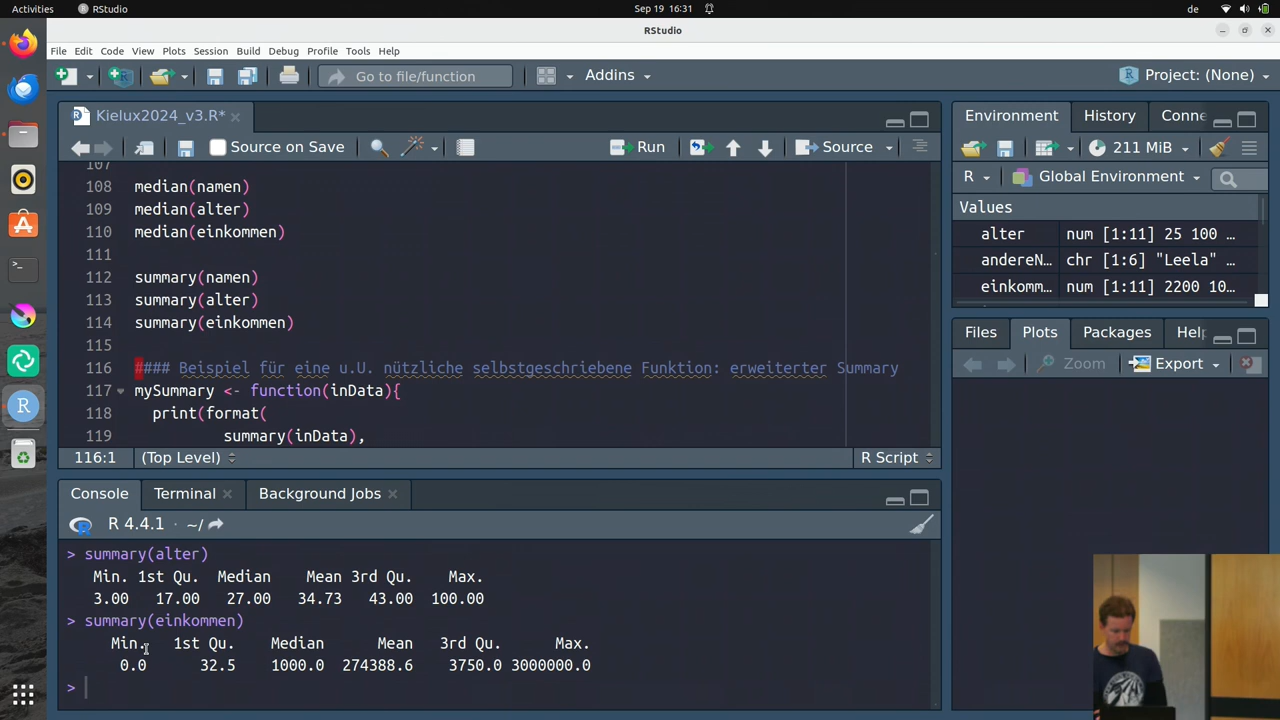 Activities RStudio Sep 19 16:31 de
RStudio
File Edit Code View Plots Session Build Debug Profile Tools Help
Go to file/function Addins Project: (None)
Kielux2024_v3.R*
Source on Save Run Source
107
108 median(namen)
109 median(alter)
110 median(einkommen)
111
112 summary(namen)
113 summary(alter)
114 summary(einkommen)
115
116 #### Beispiel für eine u.U. nützliche selbstgeschriebene Funktion: erweiterter Summary
117 mySummary <- function(inData){
118 print(format(
119 summary(inData),
116:1 (Top Level) R Script
Console Terminal Background Jobs
R 4.4.1 · ~/
> summary(alter)
Min. 1st Qu. Median Mean 3rd Qu. Max.
3.00 17.00 27.00 34.73 43.00 100.00
> summary(einkommen)
Min. 1st Qu. Median Mean 3rd Qu. Max.
0.0 32.5 1000.0 274388.6 3750.0 3000000.0
>
Environment History Conne
211 MiB
R Global Environment
Values
alter num [1:11] 25 100 …
andereN… chr [1:6] "Leela" …
einkomm… num [1:11] 2200 10…
Files Plots Packages Help
Zoom Export